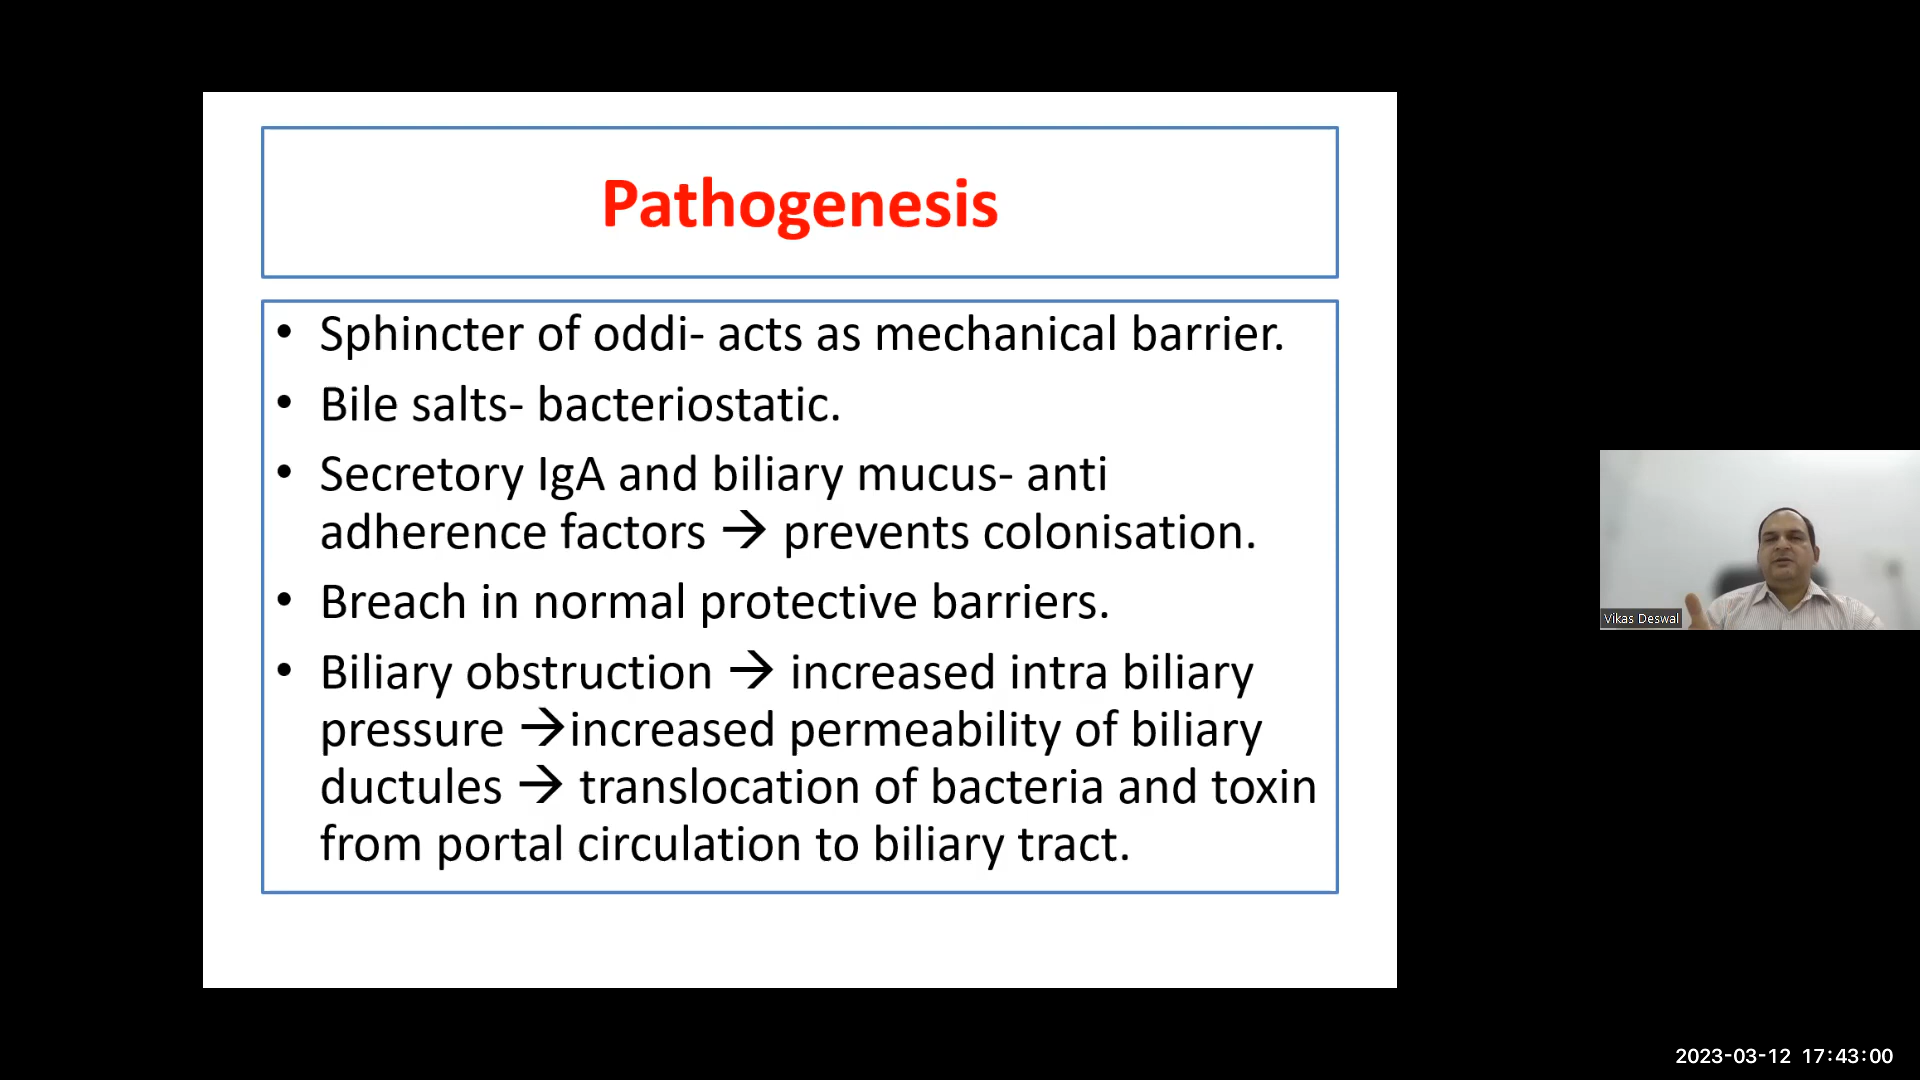 Pathogenesis
• Sphincter of oddi- acts as mechanical barrier.
• Bile salts- bacteriostatic.
• Secretory IgA and biliary mucus- anti
adherence factors → prevents colonisation.
• Breach in normal protective barriers.
• Biliary obstruction → increased intra biliary
pressure →increased permeability of biliary
ductules → translocation of bacteria and toxin
from portal circulation to biliary tract.
Vikas Deswal
2023-03-12 17:43:00